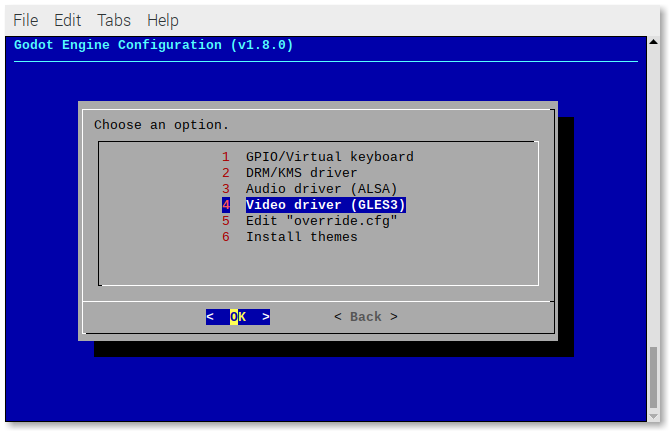 File Edit Tabs Help
Godot Engine Configuration (v1.8.0)
Choose an option.
1 GPIO/Virtual keyboard
2 DRM/KMS driver
3 Audio driver (ALSA)
4 Video driver (GLES3)
5 Edit "override.cfg"
6 Install themes
< OK > < Back >